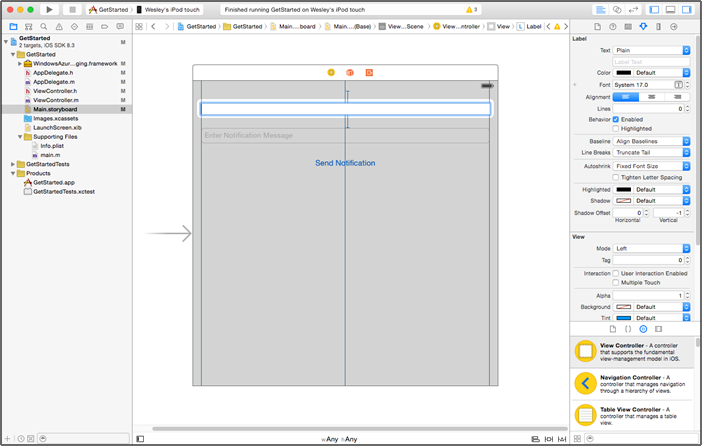 GetStarted
Wesley's iPod touch
Finished running GetStarted on Wesley's iPod touch
3
GetStarted
GetStarted
Main....board
Main....(Base)
View...Scene
View...ntroller
View
L Label
GetStarted
M
2 targets, iOS SDK 8.3
GetStarted
WindowsAzur...ging.framework
AppDelegate.h
M
AppDelegate.m
M
ViewController.h
M
ViewController.m
M
Main.storyboard
M
Images.xcassets
LaunchScreen.xib
Supporting Files
Info.plist
main.m
GetStartedTests
Products
GetStarted.app
GetStartedTests.xctest
Enter Notification Message
Send Notification
wAny hAny
Label
Text
Plain
Label Text
Color
Default
Font
System 17.0
Alignment
Lines
0
Behavior
Enabled
Highlighted
Baseline
Align Baselines
Line Breaks
Truncate Tail
Autoshrink
Fixed Font Size
Tighten Letter Spacing
Highlighted
Default
Shadow
Default
Shadow Offset
0
-1
Horizontal
Vertical
View
Mode
Left
Tag
0
Interaction
User Interaction Enabled
Multiple Touch
Alpha
1
Background
Default
Tint
Default
View Controller - A controller
that supports the fundamental
view-management model in iOS.
Navigation Controller - A
controller that manages navigation
through a hierarchy of views.
Table View Controller - A
controller that manages a table
view.